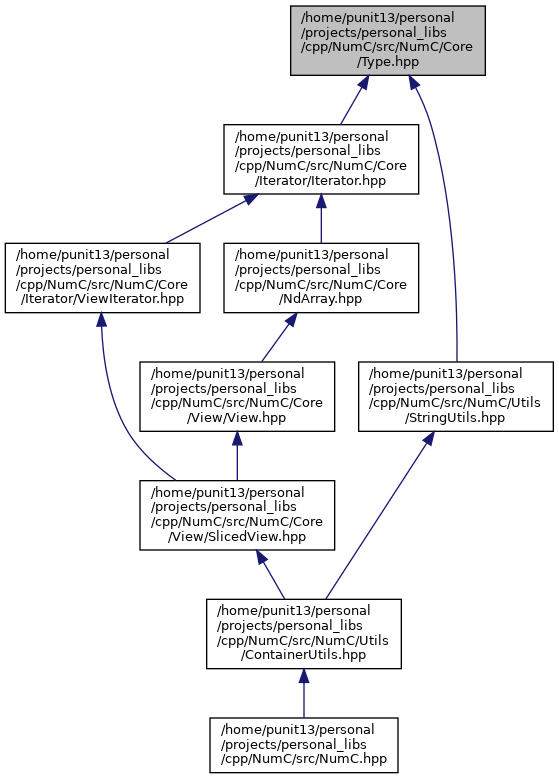 /home/punit13/personal
/projects/personal_libs
/cpp/NumC/src/NumC/Core
/Type.hpp
/home/punit13/personal
/projects/personal_libs
/cpp/NumC/src/NumC/Core
/Iterator/Iterator.hpp
/home/punit13/personal
/projects/personal_libs
/cpp/NumC/src/NumC/Core
/Iterator/ViewIterator.hpp
/home/punit13/personal
/projects/personal_libs
/cpp/NumC/src/NumC/Core
/NdArray.hpp
/home/punit13/personal
/projects/personal_libs
/cpp/NumC/src/NumC/Core
/View/View.hpp
/home/punit13/personal
/projects/personal_libs
/cpp/NumC/src/NumC/Utils
/StringUtils.hpp
/home/punit13/personal
/projects/personal_libs
/cpp/NumC/src/NumC/Core
/View/SlicedView.hpp
/home/punit13/personal
/projects/personal_libs
/cpp/NumC/src/NumC/Utils
/ContainerUtils.hpp
/home/punit13/personal
/projects/personal_libs
/cpp/NumC/src/NumC.hpp